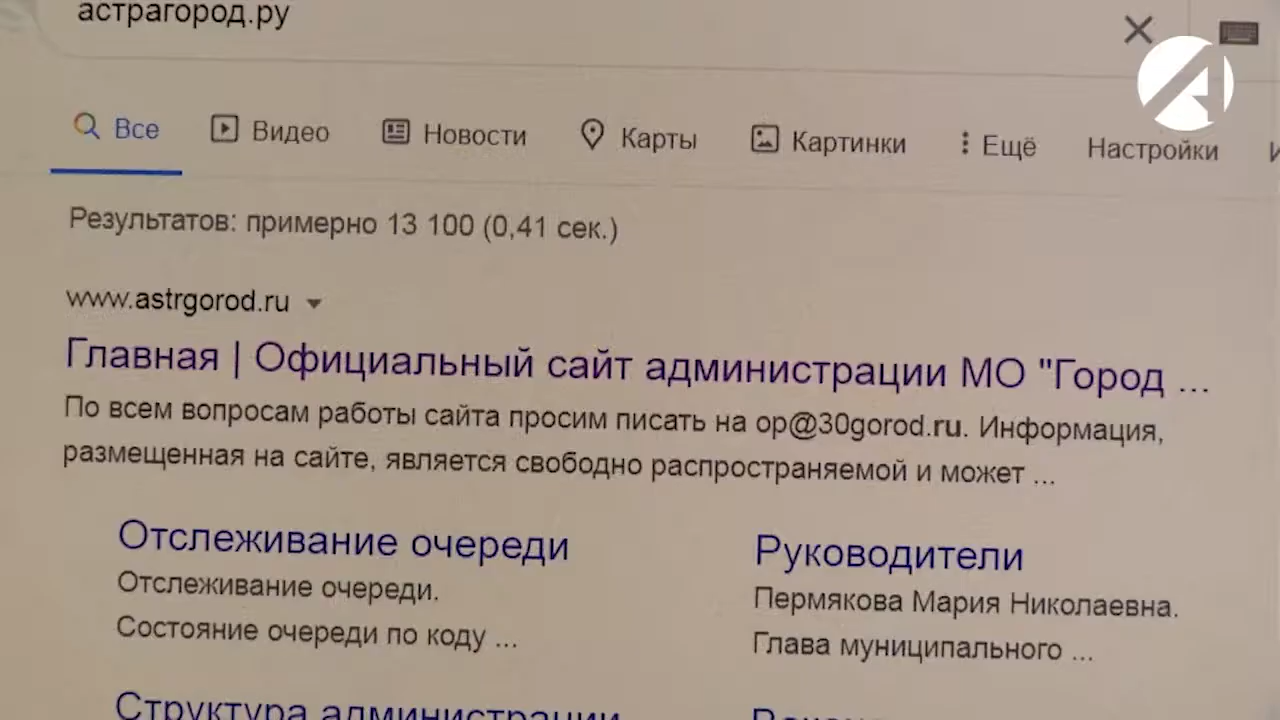 астрагород.ру
Все Видео Новости Карты Картинки Ещё Настройки
Результатов: примерно 13 100 (0,41 сек.)
www.astrgorod.ru
Главная | Официальный сайт администрации МО "Город ...
По всем вопросам работы сайта просим писать на op@30gorod.ru. Информация,
размещенная на сайте, является свободно распространяемой и может ...
Отслеживание очереди
Отслеживание очереди.
Состояние очереди по коду ...
Руководители
Пермякова Мария Николаевна.
Глава муниципального ...
Структура администрации